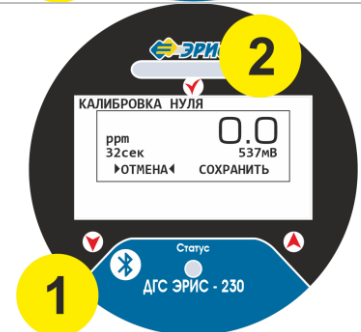 ЭРИС
2
КАЛИБРОВКА НУЛЯ
ppm 0.0
32сек 537мВ
ОТМЕНА СОХРАНИТЬ
Статус
1
ДГС ЭРИС - 230